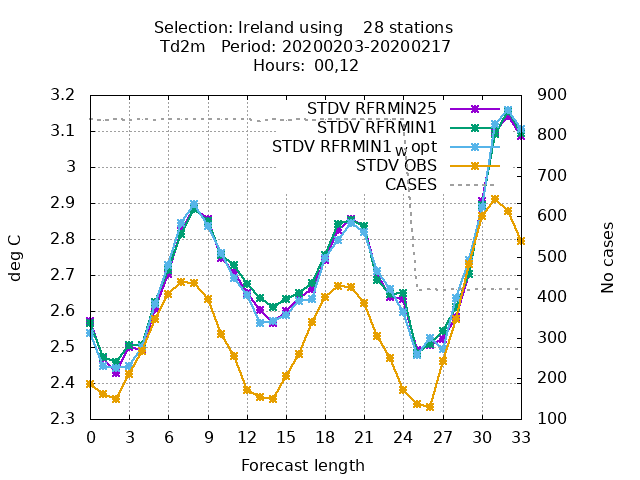 Selection: Ireland using    28 stations
Td2m   Period: 20200203-20200217
Hours:  00,12
3.2
3.1
3
2.9
2.8
2.7
2.6
2.5
2.4
2.3
900
800
700
600
500
400
300
200
100
STDV RFRMIN25
STDV RFRMIN1
STDV RFRMIN1w opt
STDV OBS
CASES
deg C
No cases
0 3 6 9 12 15 18 21 24 27 30 33
Forecast length